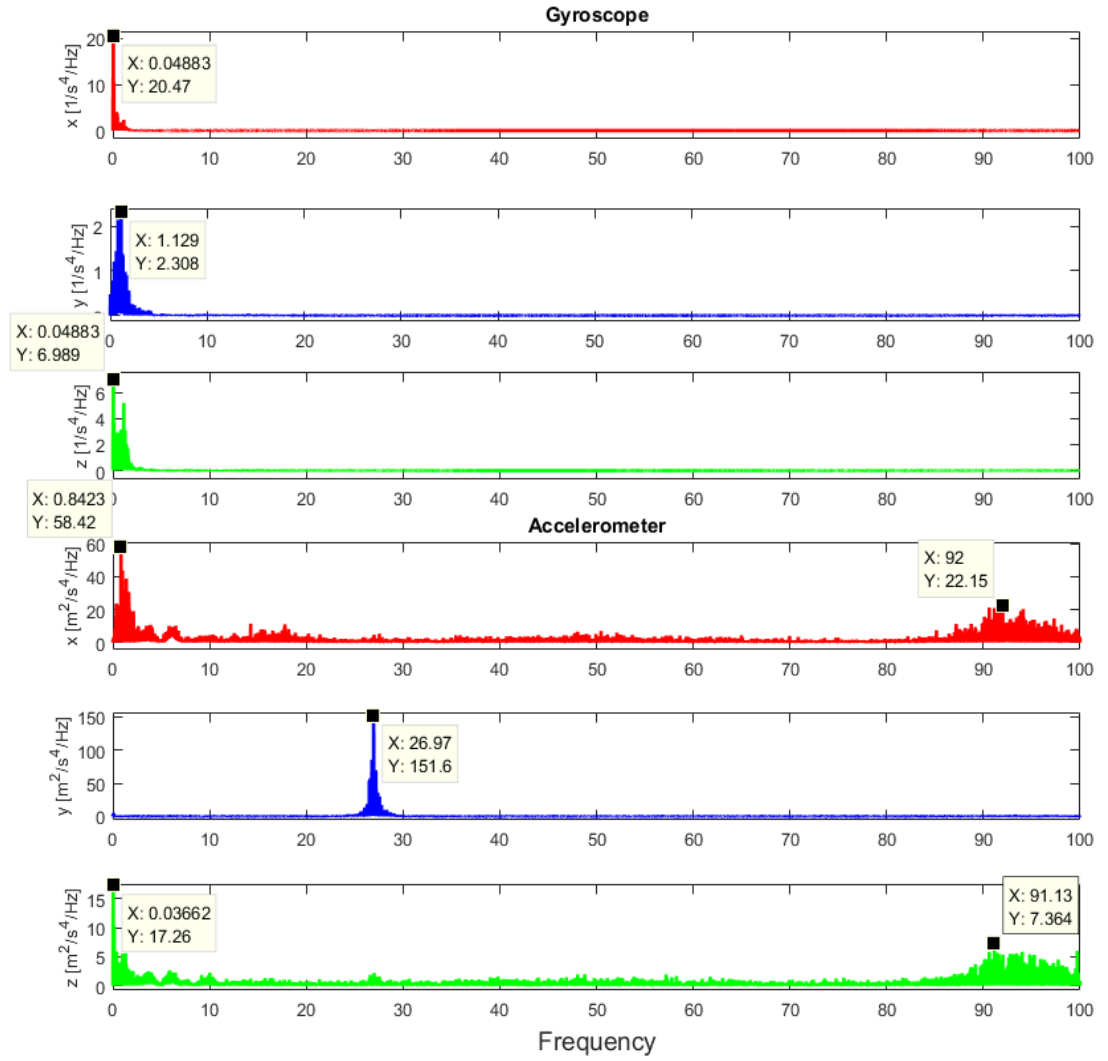 Gyroscope
X: 0.04883
Y: 20.47
x [1/s⁴/Hz]
20
10
0
0 10 20 30 40 50 60 70 80 90 100
X: 1.129
Y: 2.308
y [1/s⁴/Hz]
2
1
0 10 20 30 40 50 60 70 80 90 100
X: 0.04883
Y: 6.989
z [1/s⁴/Hz]
6
4
2
0
10 20 30 40 50 60 70 80 90 100
X: 0.8423
Y: 58.42
Accelerometer
X: 92
Y: 22.15
x [m²/s⁴/Hz]
60
40
20
0
0 10 20 30 40 50 60 70 80 90 100
X: 26.97
Y: 151.6
y [m²/s⁴/Hz]
150
100
50
0
0 10 20 30 40 50 60 70 80 90 100
X: 0.03662
Y: 17.26
X: 91.13
Y: 7.364
z [m²/s⁴/Hz]
15
10
5
0
0 10 20 30 40 50 60 70 80 90 100
Frequency